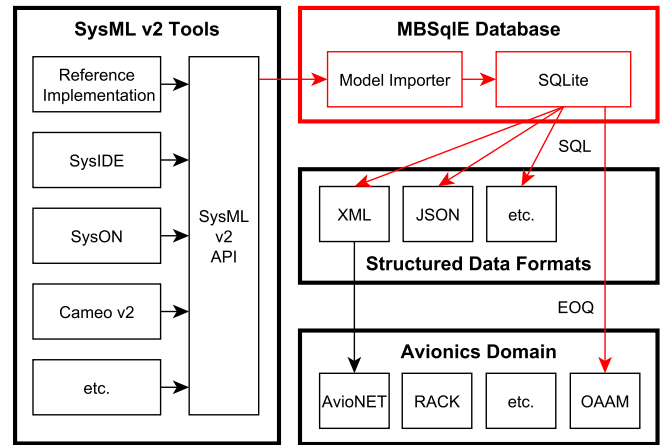 SysML v2 Tools
Reference
Implementation
SysIDE
SysON
Cameo v2
etc.
SysML
v2
API
MBSqlE Database
Model Importer
SQLite
SQL
XML
JSON
etc.
Structured Data Formats
EOQ
Avionics Domain
AvioNET
RACK
etc.
OAAM